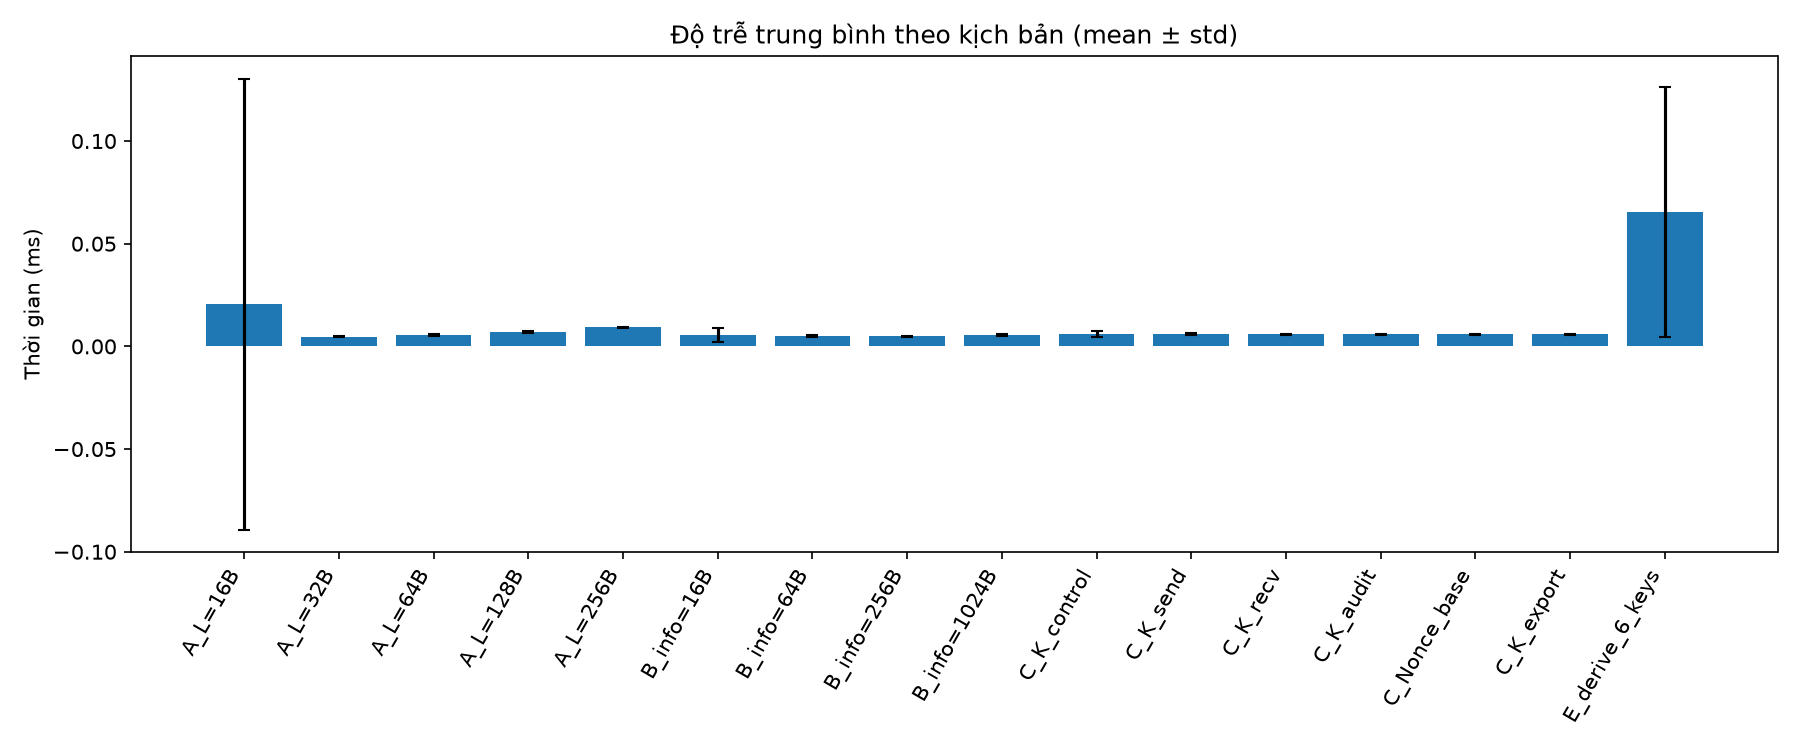 Độ trễ trung bình theo kịch bản (mean ± std)
Thời gian (ms)
0.10
0.05
0.00
−0.05
−0.10
A_L=16B
A_L=32B
A_L=64B
A_L=128B
A_L=256B
B_info=16B
B_info=64B
B_info=256B
B_info=1024B
C_K_control
C_K_send
C_K_recv
C_K_audit
C_Nonce_base
C_K_export
E_derive_6_keys